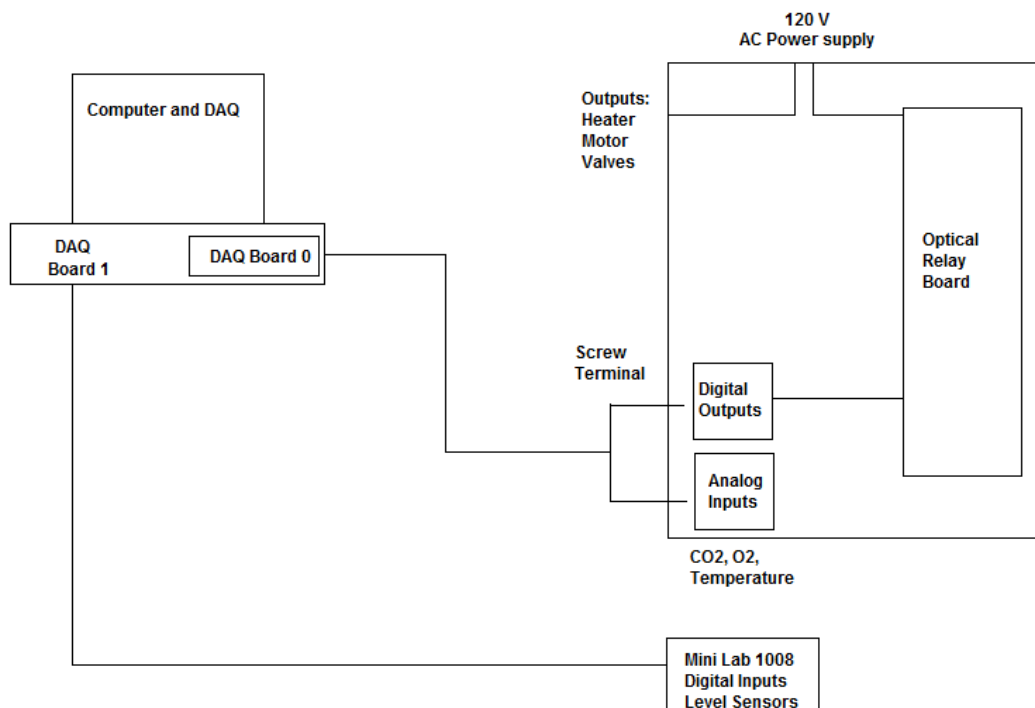 120 V
AC Power supply
Computer and DAQ
Outputs:
Heater
Motor
Valves
DAQ
Board 1
DAQ Board 0
Optical
Relay
Board
Screw
Terminal
Digital
Outputs
Analog
Inputs
CO2, O2,
Temperature
Mini Lab 1008
Digital Inputs
Level Sensors